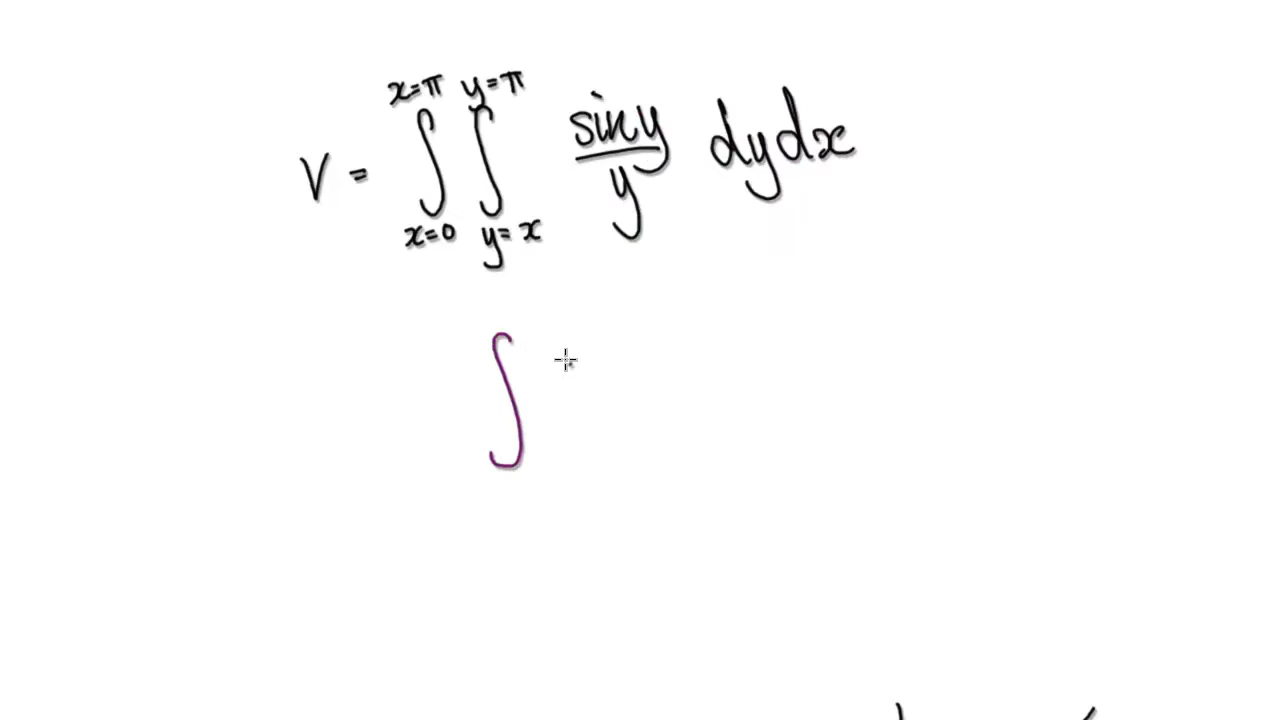 x=π y=π
V = ∫ ∫ sin y / y dy dx
x=0 y=x
∫